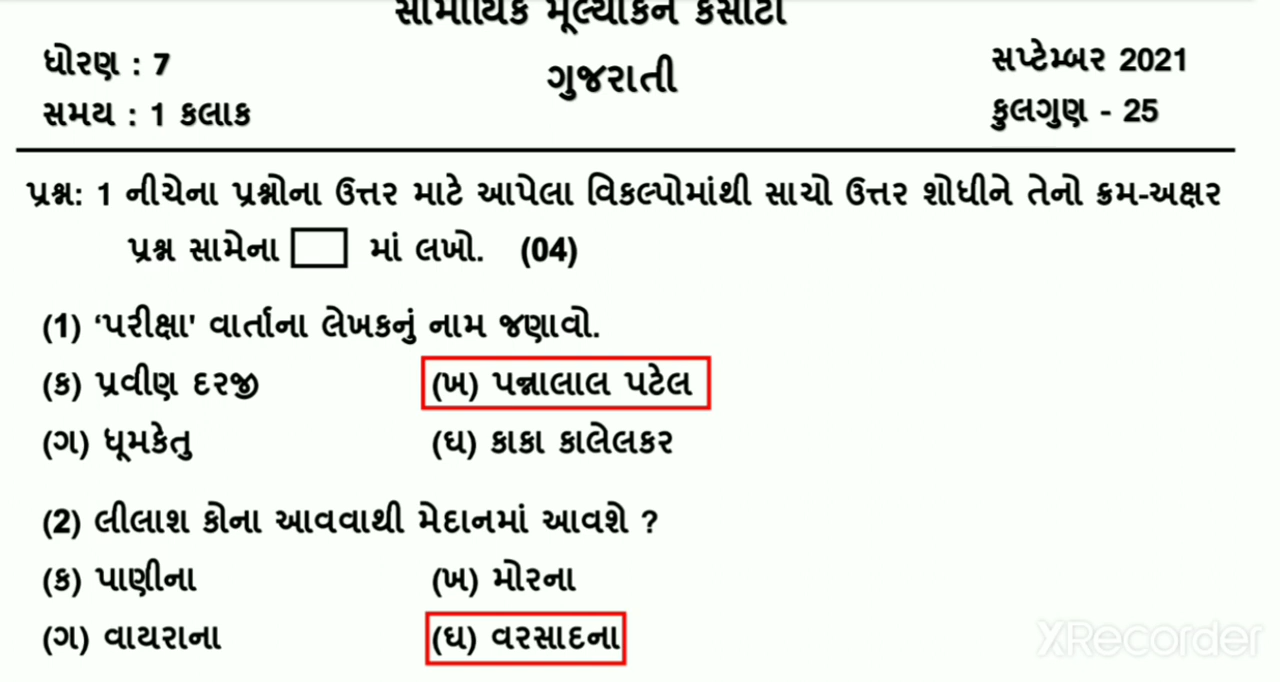 સામાયિક મૂલ્યાંકન કસોટી
ધોરણ : 7
ગુજરાતી
સપ્ટેમ્બર 2021
સમય : 1 કલાક
કુલગુણ - 25
પ્રશ્ન: 1 નીચેના પ્રશ્નોના ઉત્તર માટે આપેલા વિકલ્પોમાંથી સાચો ઉત્તર શોધીને તેનો ક્રમ-અક્ષર
પ્રશ્ન સામેના માં લખો. (04)
(1) ‘પરીક્ષા' વાર્તાના લેખકનું નામ જણાવો.
(ક) પ્રવીણ દરજી (ખ) પન્નાલાલ પટેલ
(ગ) ધૂમકેતુ (ઘ) કાકા કાલેલકર
(2) લીલાશ કોના આવવાથી મેદાનમાં આવશે ?
(ક) પાણીના (ખ) મોરના
(ગ) વાયરાના (ઘ) વરસાદના
XRecorder